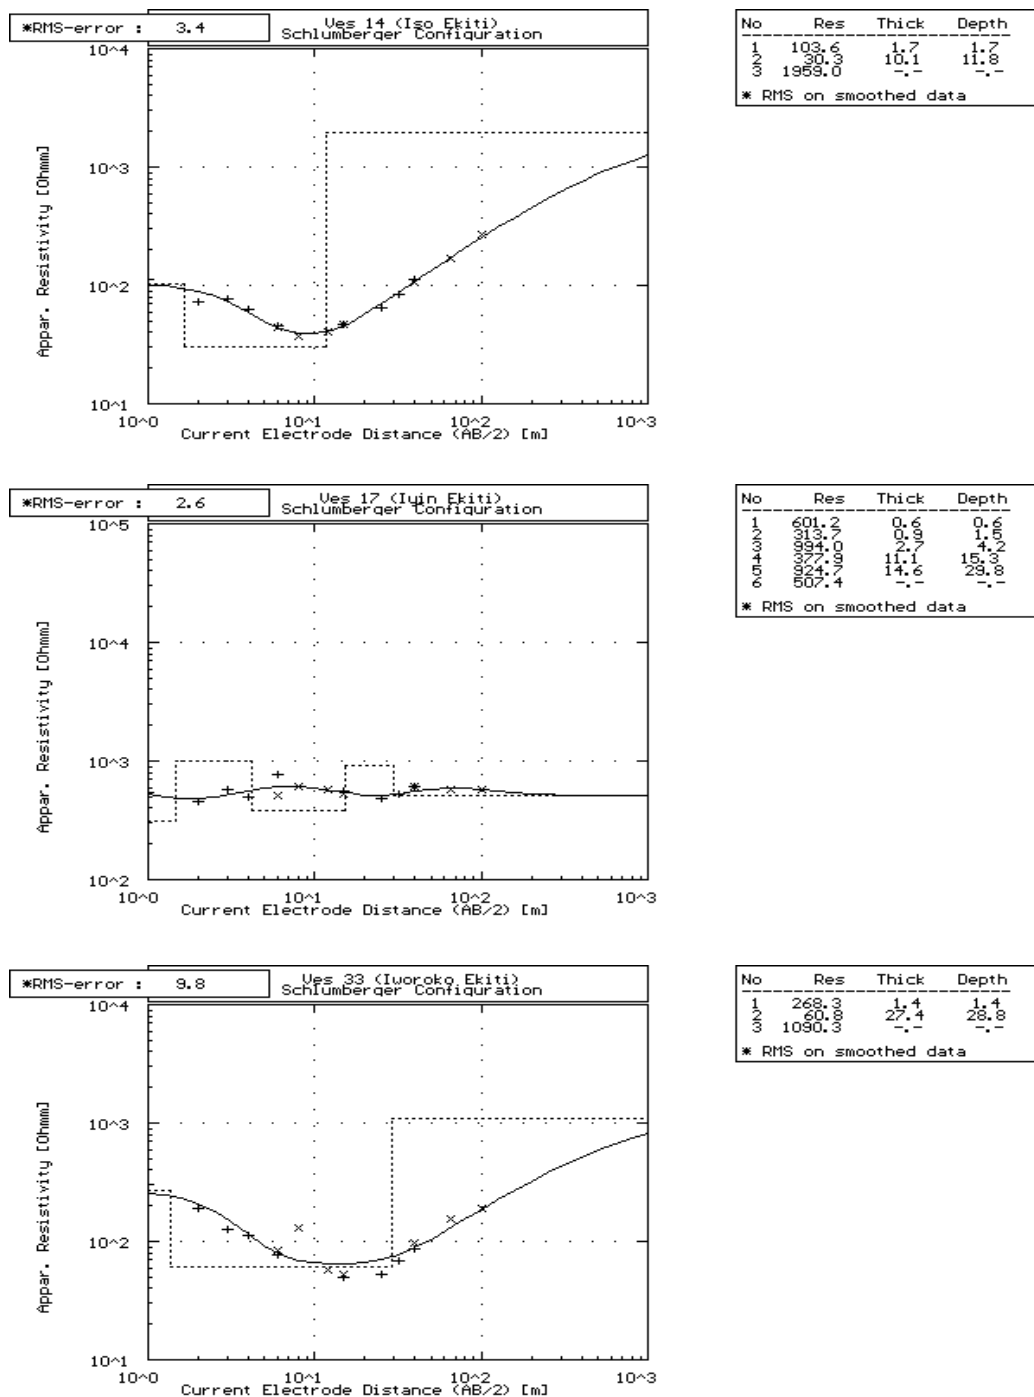 *RMS-error : 3.4
Ves 14 (Iso Ekiti)
Schlumberger Configuration
10^4
10^3
10^2
10^1
Appar. Resistivity [Ohmm]
10^0 10^1 10^2 10^3
Current Electrode Distance (AB/2) [m]
No Res Thick Depth
1 103.6 1.7 1.7
2 30.3 10.1 11.8
3 1959.0 -.- -.-
* RMS on smoothed data
*RMS-error : 2.6
Ves 17 (Iyin Ekiti)
Schlumberger Configuration
10^5
10^4
10^3
10^2
Appar. Resistivity [Ohmm]
10^0 10^1 10^2 10^3
Current Electrode Distance (AB/2) [m]
No Res Thick Depth
1 601.2 0.6 0.6
2 313.7 0.9 1.5
3 994.0 2.7 4.2
4 377.9 11.1 15.3
5 924.7 14.6 29.8
6 507.4 -.- -.-
* RMS on smoothed data
*RMS-error : 9.8
Ves 33 (Iworoko Ekiti)
Schlumberger Configuration
10^4
10^3
10^2
10^1
Appar. Resistivity [Ohmm]
10^0 10^1 10^2 10^3
Current Electrode Distance (AB/2) [m]
No Res Thick Depth
1 268.3 1.4 1.4
2 60.8 27.4 28.8
3 1090.3 -.- -.-
* RMS on smoothed data